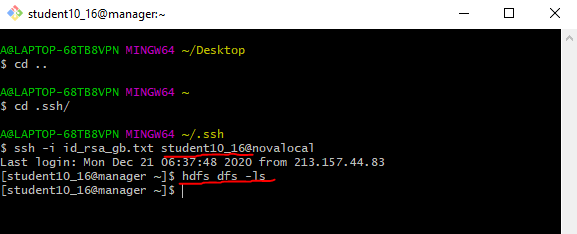 student10_16@manager:~
A@LAPTOP-68TB8VPN MINGW64 ~/Desktop
$ cd ..
A@LAPTOP-68TB8VPN MINGW64 ~
$ cd .ssh/
A@LAPTOP-68TB8VPN MINGW64 ~/.ssh
$ ssh -i id_rsa_gb.txt student10_16@novalocal
Last login: Mon Dec 21 06:37:48 2020 from 213.157.44.83
[student10_16@manager ~]$ hdfs dfs -ls
[student10_16@manager ~]$